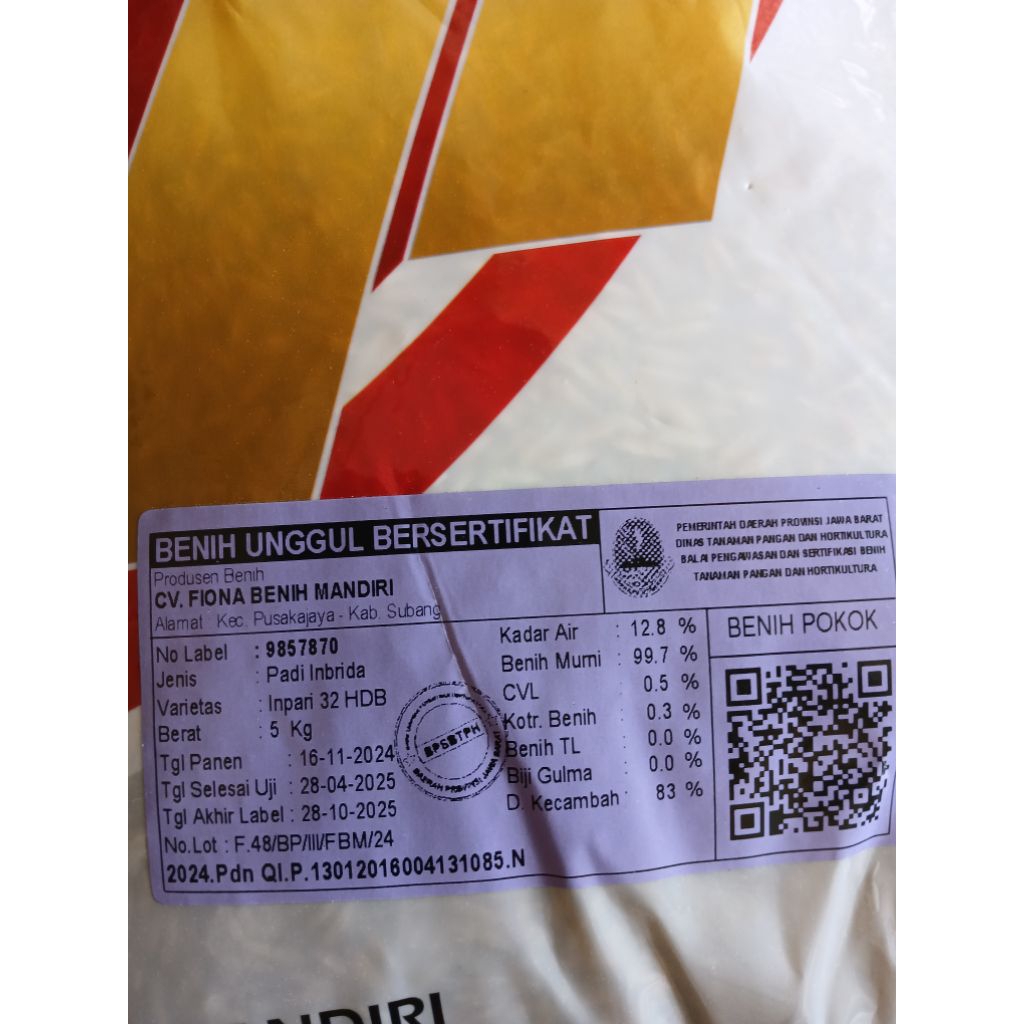 BENIH UNGGUL BERSERTIFIKAT
Produsen Benih
CV. FIONA BENIH MANDIRI
Alamat : Kec. Pusakajaya - Kab. Subang
PEMERINTAH DAERAH PROVINSI JAWA BARAT
DINAS TANAMAN PANGAN DAN HORTIKULTURA
BALAI PENGAWASAN DAN SERTIFIKASI BENIH
TANAMAN PANGAN DAN HORTIKULTURA
No Label : 9857870
Jenis : Padi Inbrida
Varietas : Inpari 32 HDB
Berat : 5 Kg
Tgl Panen : 16-11-2024
Tgl Selesai Uji : 28-04-2025
Tgl Akhir Label : 28-10-2025
No.Lot : F.48/BP/III/FBM/24
2024.Pdn QI.P.13012016004131085.N
BPSBTPH
Kadar Air : 12.8 %
Benih Murni : 99.7 %
CVL : 0.5 %
Kotr. Benih : 0.3 %
Benih TL : 0.0 %
Biji Gulma : 0.0 %
D. Kecambah : 83 %
BENIH POKOK
ANDIRI